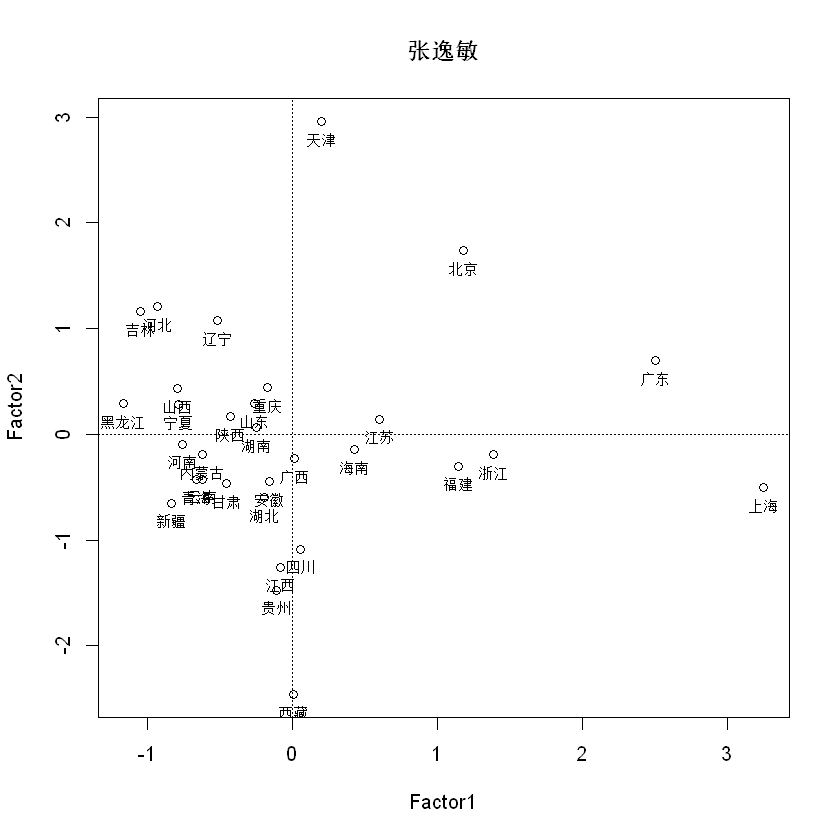 张逸敏
3
天津
2
北京
吉林
河北
辽宁
1
广东
山西
重庆
黑龙江
宁夏
山东
陕西
湖南
江苏
0
河南
内蒙古
广西
海南
浙江
福建
青海
云南
甘肃
安徽
湖北
新疆
上海
-1
四川
江西
贵州
-2
西藏
Factor2
-1
0
1
2
3
Factor1